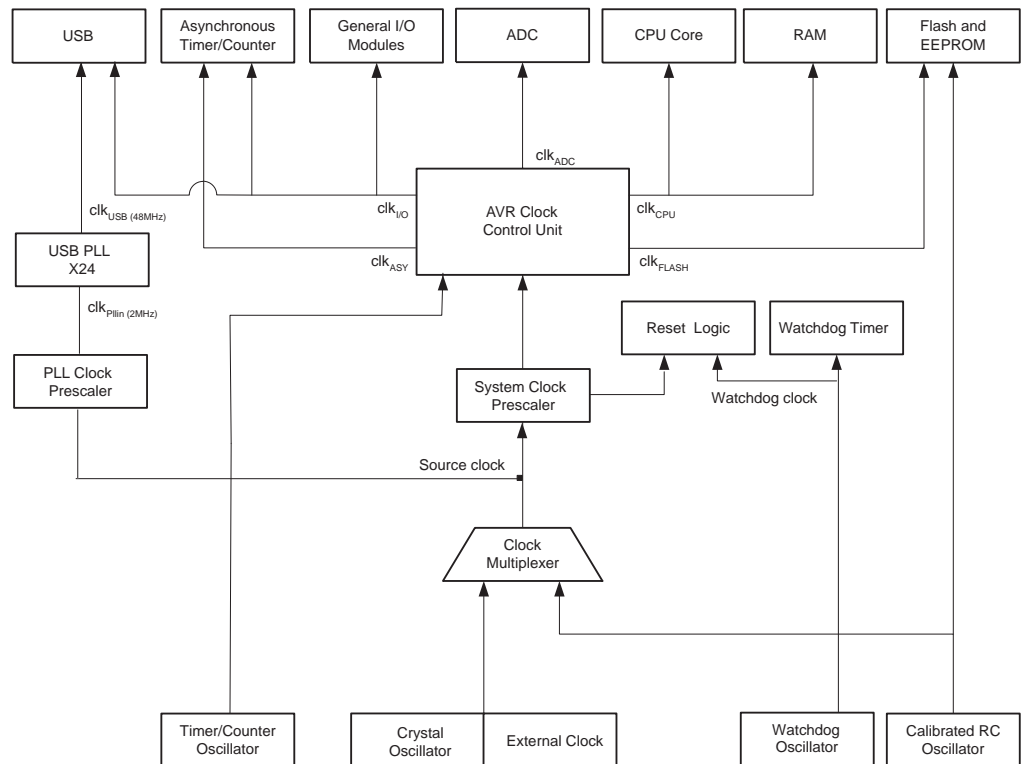 USB
Asynchronous
Timer/Counter
General I/O
Modules
ADC
CPU Core
RAM
Flash and
EEPROM
clkADC
clkI/O
clkCPU
clkUSB (48MHz)
AVR Clock
Control Unit
USB PLL
X24
clkASY
clkFLASH
clkPllin (2MHz)
Reset Logic
Watchdog Timer
PLL Clock
Prescaler
System Clock
Prescaler
Watchdog clock
Source clock
Clock
Multiplexer
Timer/Counter
Oscillator
Crystal
Oscillator
External Clock
Watchdog
Oscillator
Calibrated RC
Oscillator